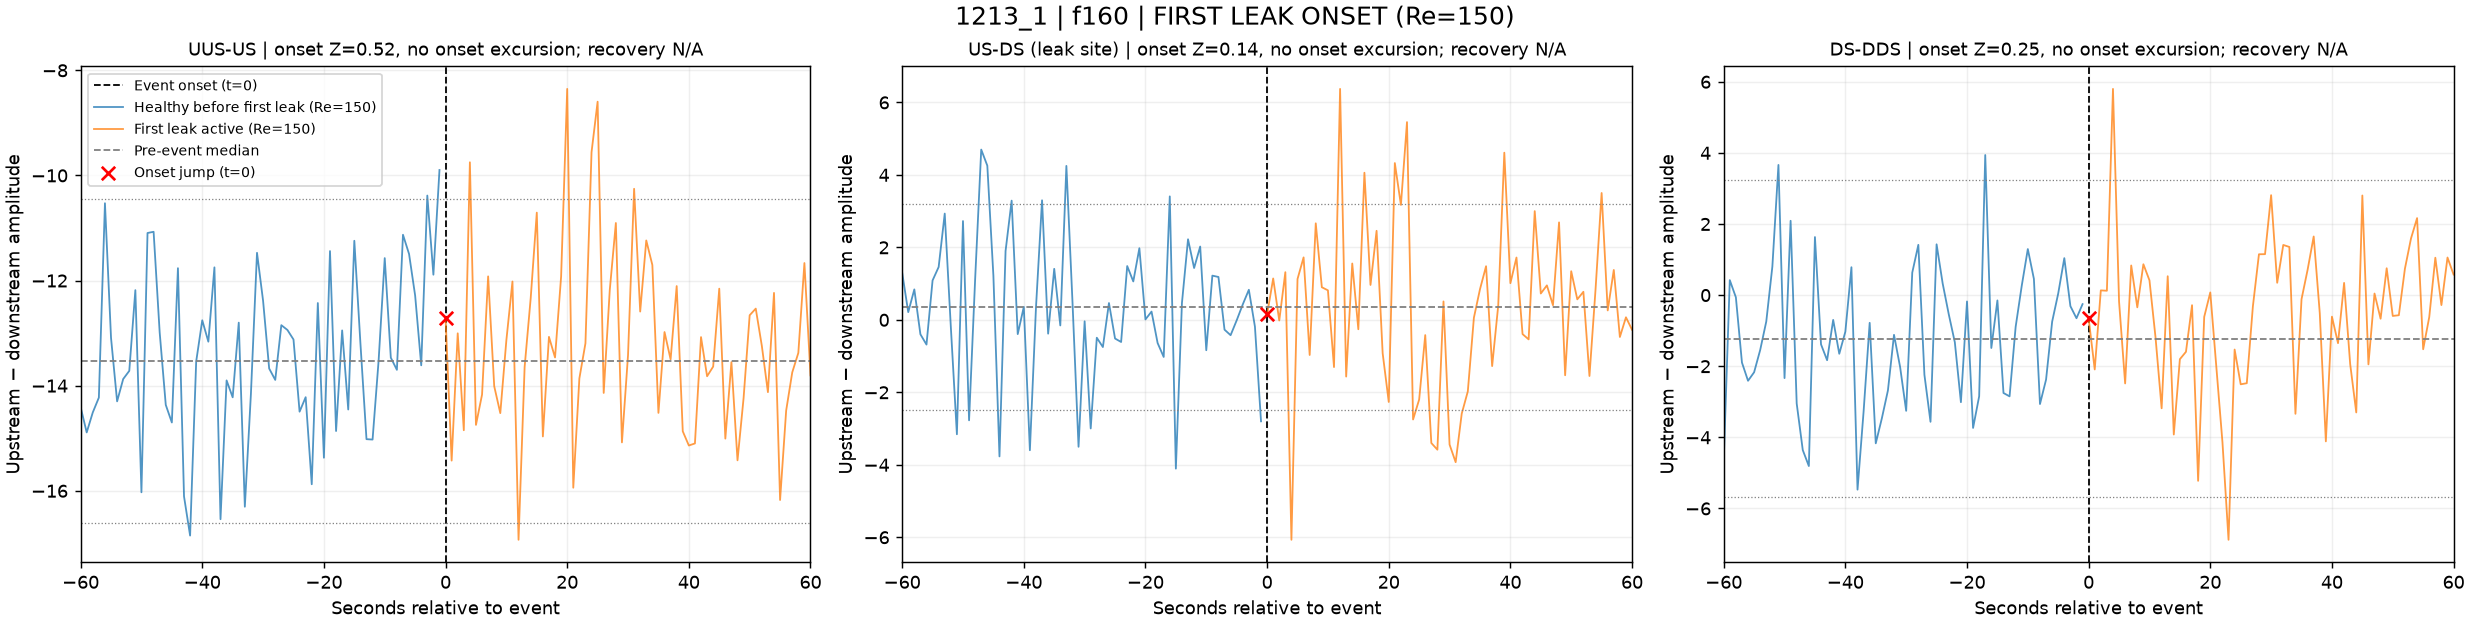 1213_1 | f160 | FIRST LEAK ONSET (Re=150)
UUS-US | onset Z=0.52, no onset excursion; recovery N/A
Upstream − downstream amplitude
−8
−10
−12
−14
−16
Event onset (t=0)
Healthy before first leak (Re=150)
First leak active (Re=150)
Pre-event median
Onset jump (t=0)
−60
−40
−20
0
20
40
60
Seconds relative to event
US-DS (leak site) | onset Z=0.14, no onset excursion; recovery N/A
Upstream − downstream amplitude
6
4
2
0
−2
−4
−6
−60
−40
−20
0
20
40
60
Seconds relative to event
DS-DDS | onset Z=0.25, no onset excursion; recovery N/A
Upstream − downstream amplitude
6
4
2
0
−2
−4
−6
−60
−40
−20
0
20
40
60
Seconds relative to event